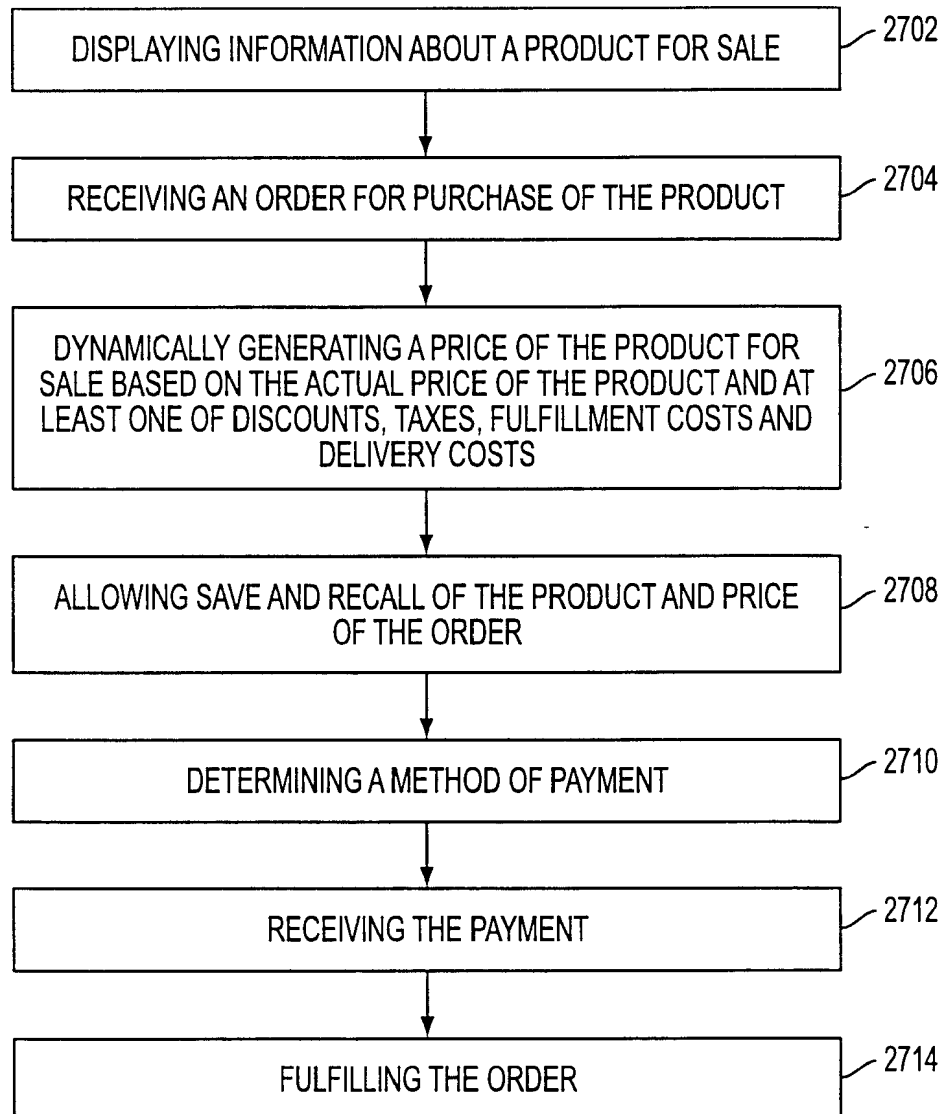 DISPLAYING INFORMATION ABOUT A PRODUCT FOR SALE
2702
RECEIVING AN ORDER FOR PURCHASE OF THE PRODUCT
2704
DYNAMICALLY GENERATING A PRICE OF THE PRODUCT FOR
SALE BASED ON THE ACTUAL PRICE OF THE PRODUCT AND AT
LEAST ONE OF DISCOUNTS, TAXES, FULFILLMENT COSTS AND
DELIVERY COSTS
2706
ALLOWING SAVE AND RECALL OF THE PRODUCT AND PRICE
OF THE ORDER
2708
DETERMINING A METHOD OF PAYMENT
2710
RECEIVING THE PAYMENT
2712
FULFILLING THE ORDER
2714